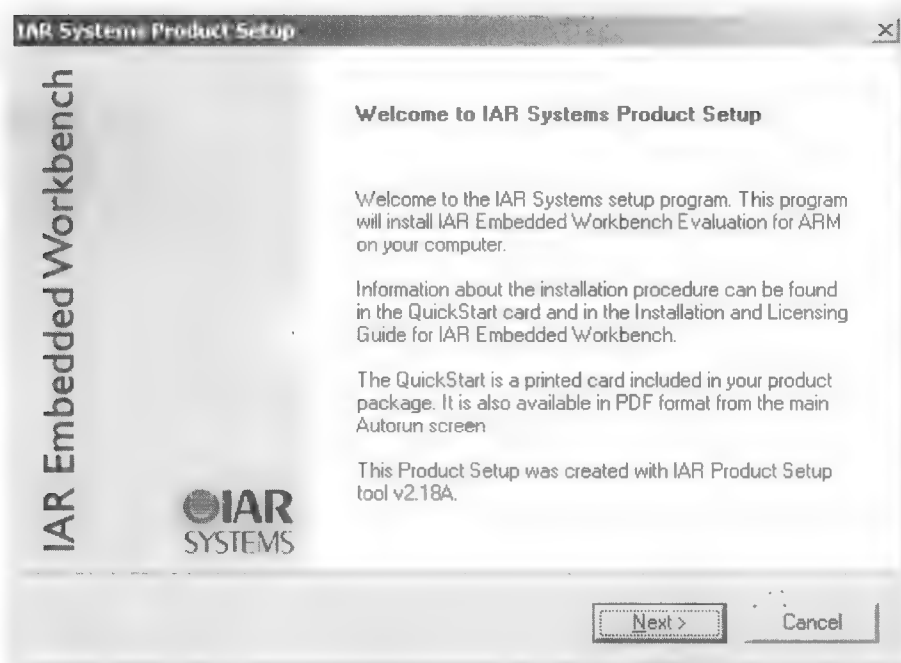 IAR Systems Product Setup
IAR Embedded Workbench
Welcome to IAR Systems Product Setup
Welcome to the IAR Systems setup program. This program
will install IAR Embedded Workbench Evaluation for ARM
on your computer.
Information about the installation procedure can be found
in the QuickStart card and in the Installation and Licensing
Guide for IAR Embedded Workbench.
The QuickStart is a printed card included in your product
package. It is also available in PDF format from the main
Autorun screen
This Product Setup was created with IAR Product Setup
tool v2.18A.
IAR
SYSTEMS
Next >
Cancel